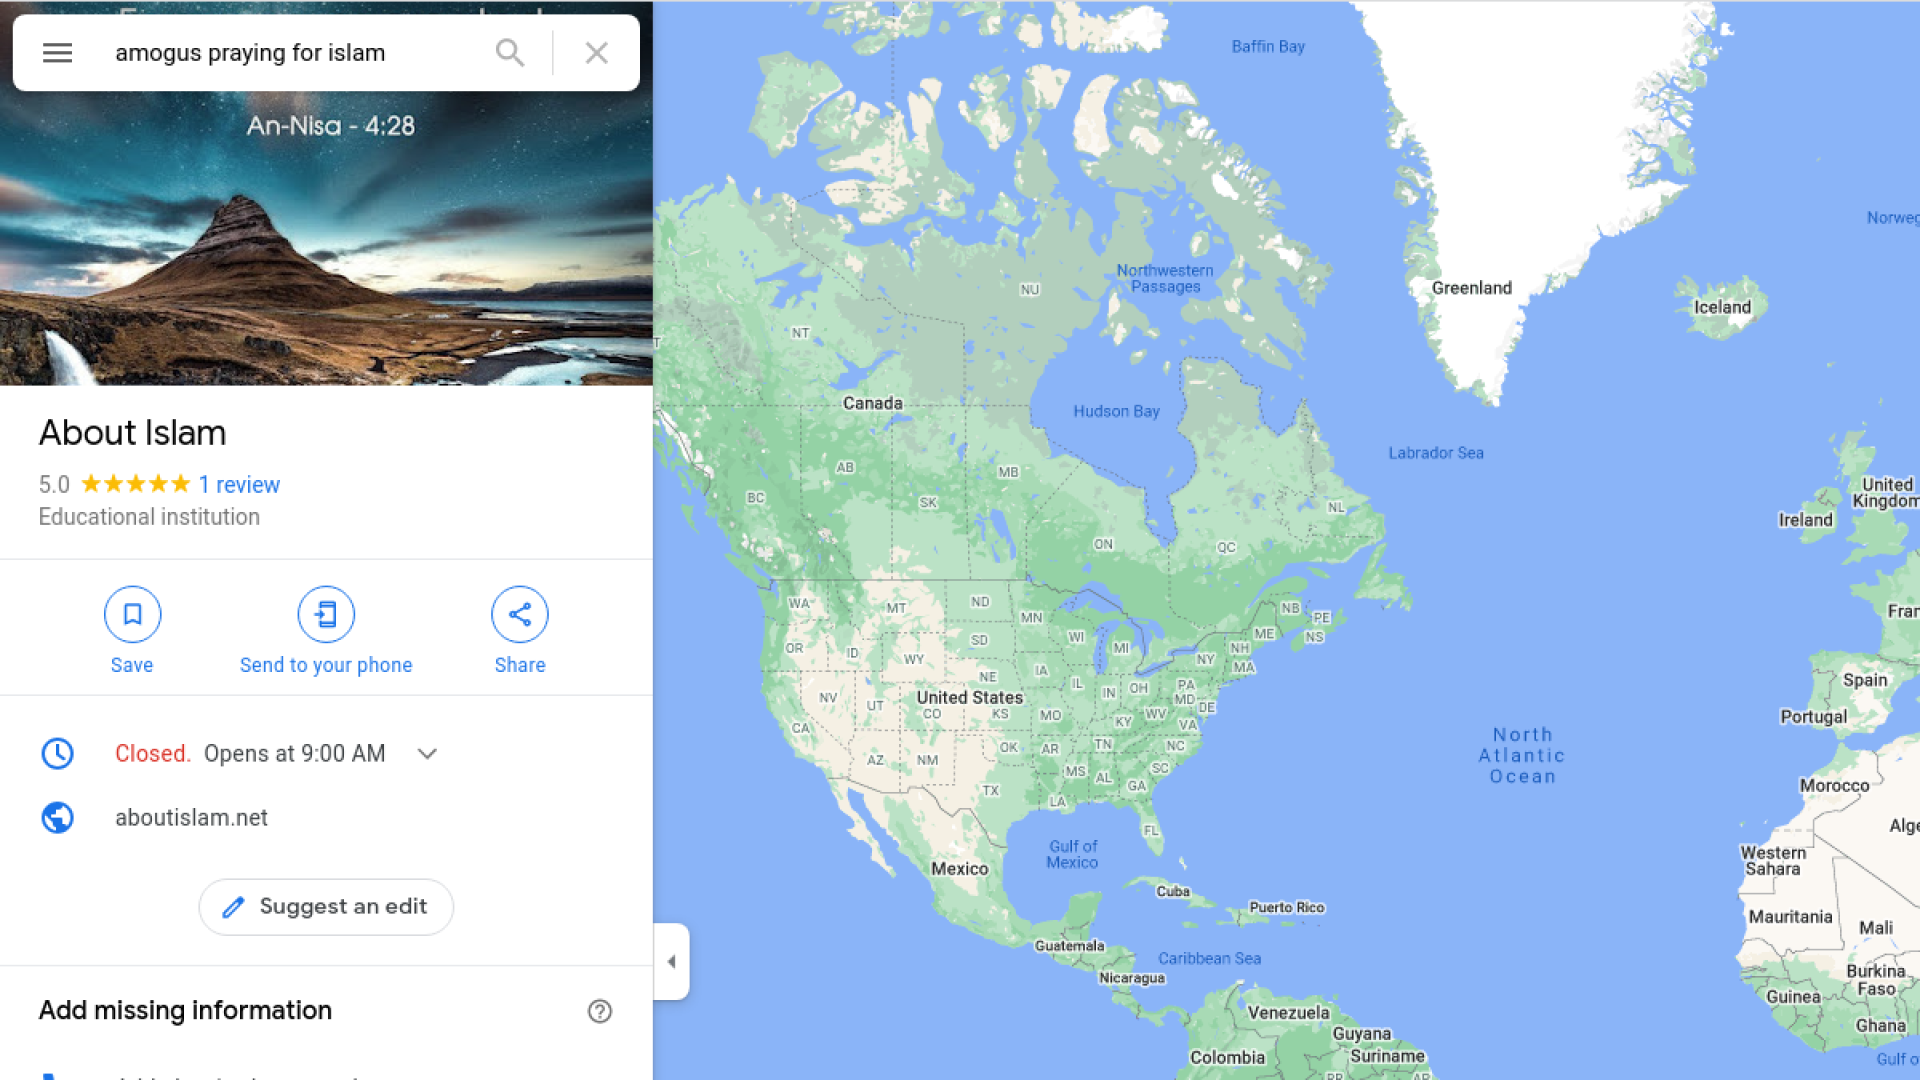 amogus praying for islam
An-Nisa - 4:28
About Islam
5.0 ★★★★★ 1 review
Educational institution
Save
Send to your phone
Share
Closed. Opens at 9:00 AM
aboutislam.net
Suggest an edit
Add missing information
Baffin Bay
Norweg
Northwestern
Passages
NU
Greenland
Iceland
NT
T
Canada
Hudson Bay
Labrador Sea
AB
MB
BC
SK
NL
United
Kingdom
Ireland
ON
QC
WA
MT
ND
MN
NB
PE
Fran
OR
ID
WY
SD
WI
MI
NY
NH
ME
NS
MA
NE
IA
IL
IN
OH
PA
MD
DE
Spain
NV
UT
United States
CO
KS
MO
KY
WV
VA
Portugal
CA
AZ
NM
OK
AR
TN
NC
North
Atlantic
Ocean
TX
MS
AL
GA
SC
LA
FL
Morocco
Alge
Gulf of
Mexico
Mexico
Western
Sahara
Cuba
Puerto Rico
Mauritania
Mali
Guatemala
Caribbean Sea
Nicaragua
Burkina
Faso
Guinea
Ghana
Venezuela
Guyana
Suriname
Colombia
Gulf o
RR
AP